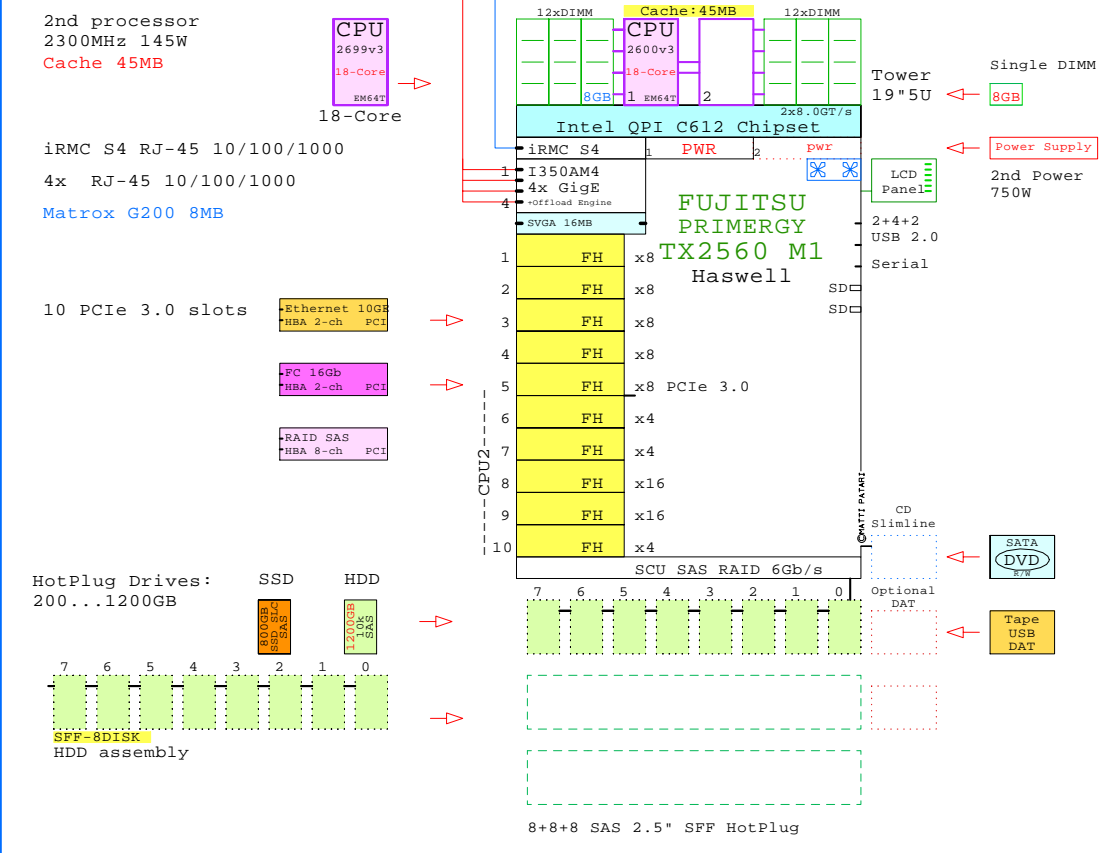 2nd processor
2300MHz 145W
Cache 45MB
CPU
2699v3
18-Core
EM64T
18-Core
12xDIMM
Cache:45MB
12xDIMM
CPU
2600v3
18-Core
8GB
1 EM64T
2
2x8.0GT/s
Intel QPI C612 Chipset
Tower
19"5U
Single DIMM
8GB
iRMC S4 RJ-45 10/100/1000
4x RJ-45 10/100/1000
Matrox G200 8MB
iRMC S4
1 PWR
2 pwr
Power Supply
2nd Power
750W
1 I350AM4
4x GigE
4 +Offload Engine
SVGA 16MB
LCD
Panel
FUJITSU
PRIMERGY
TX2560 M1
Haswell
2+4+2
USB 2.0
Serial
SD
SD
10 PCIe 3.0 slots
Ethernet 10GE
HBA 2-ch PCI
FC 16Gb
HBA 2-ch PCI
RAID SAS
HBA 8-ch PCI
1 FH x8
2 FH x8
3 FH x8
4 FH x8
5 FH x8 PCIe 3.0
6 FH x4
7 FH x4
8 FH x16
9 FH x16
10 FH x4
CPU2
©MATTI PATARI
SCU SAS RAID 6Gb/s
CD
Slimline
SATA
DVD
R/W
Optional
DAT
Tape
USB
DAT
HotPlug Drives:
200...1200GB
SSD
HDD
800GB
SSD SLC
SAS
1200GB
10k
SAS
7 6 5 4 3 2 1 0
7 6 5 4 3 2 1 0
SFF-8DISK
HDD assembly
8+8+8 SAS 2.5" SFF HotPlug